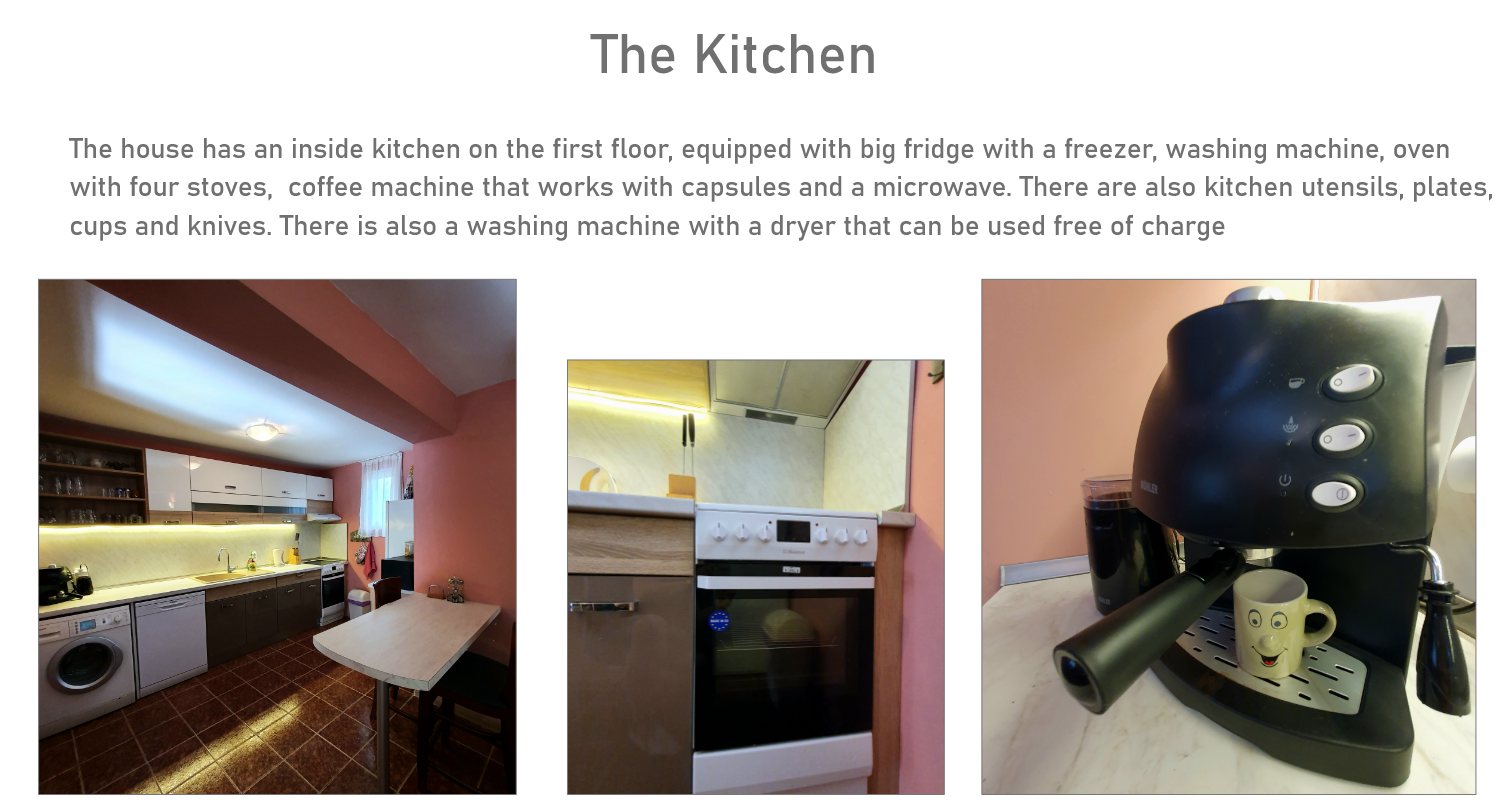 The Kitchen
The house has an inside kitchen on the first floor, equipped with big fridge with a freezer, washing machine, oven
with four stoves,  coffee machine that works with capsules and a microwave. There are also kitchen utensils, plates,
cups and knives. There is also a washing machine with a dryer that can be used free of charge